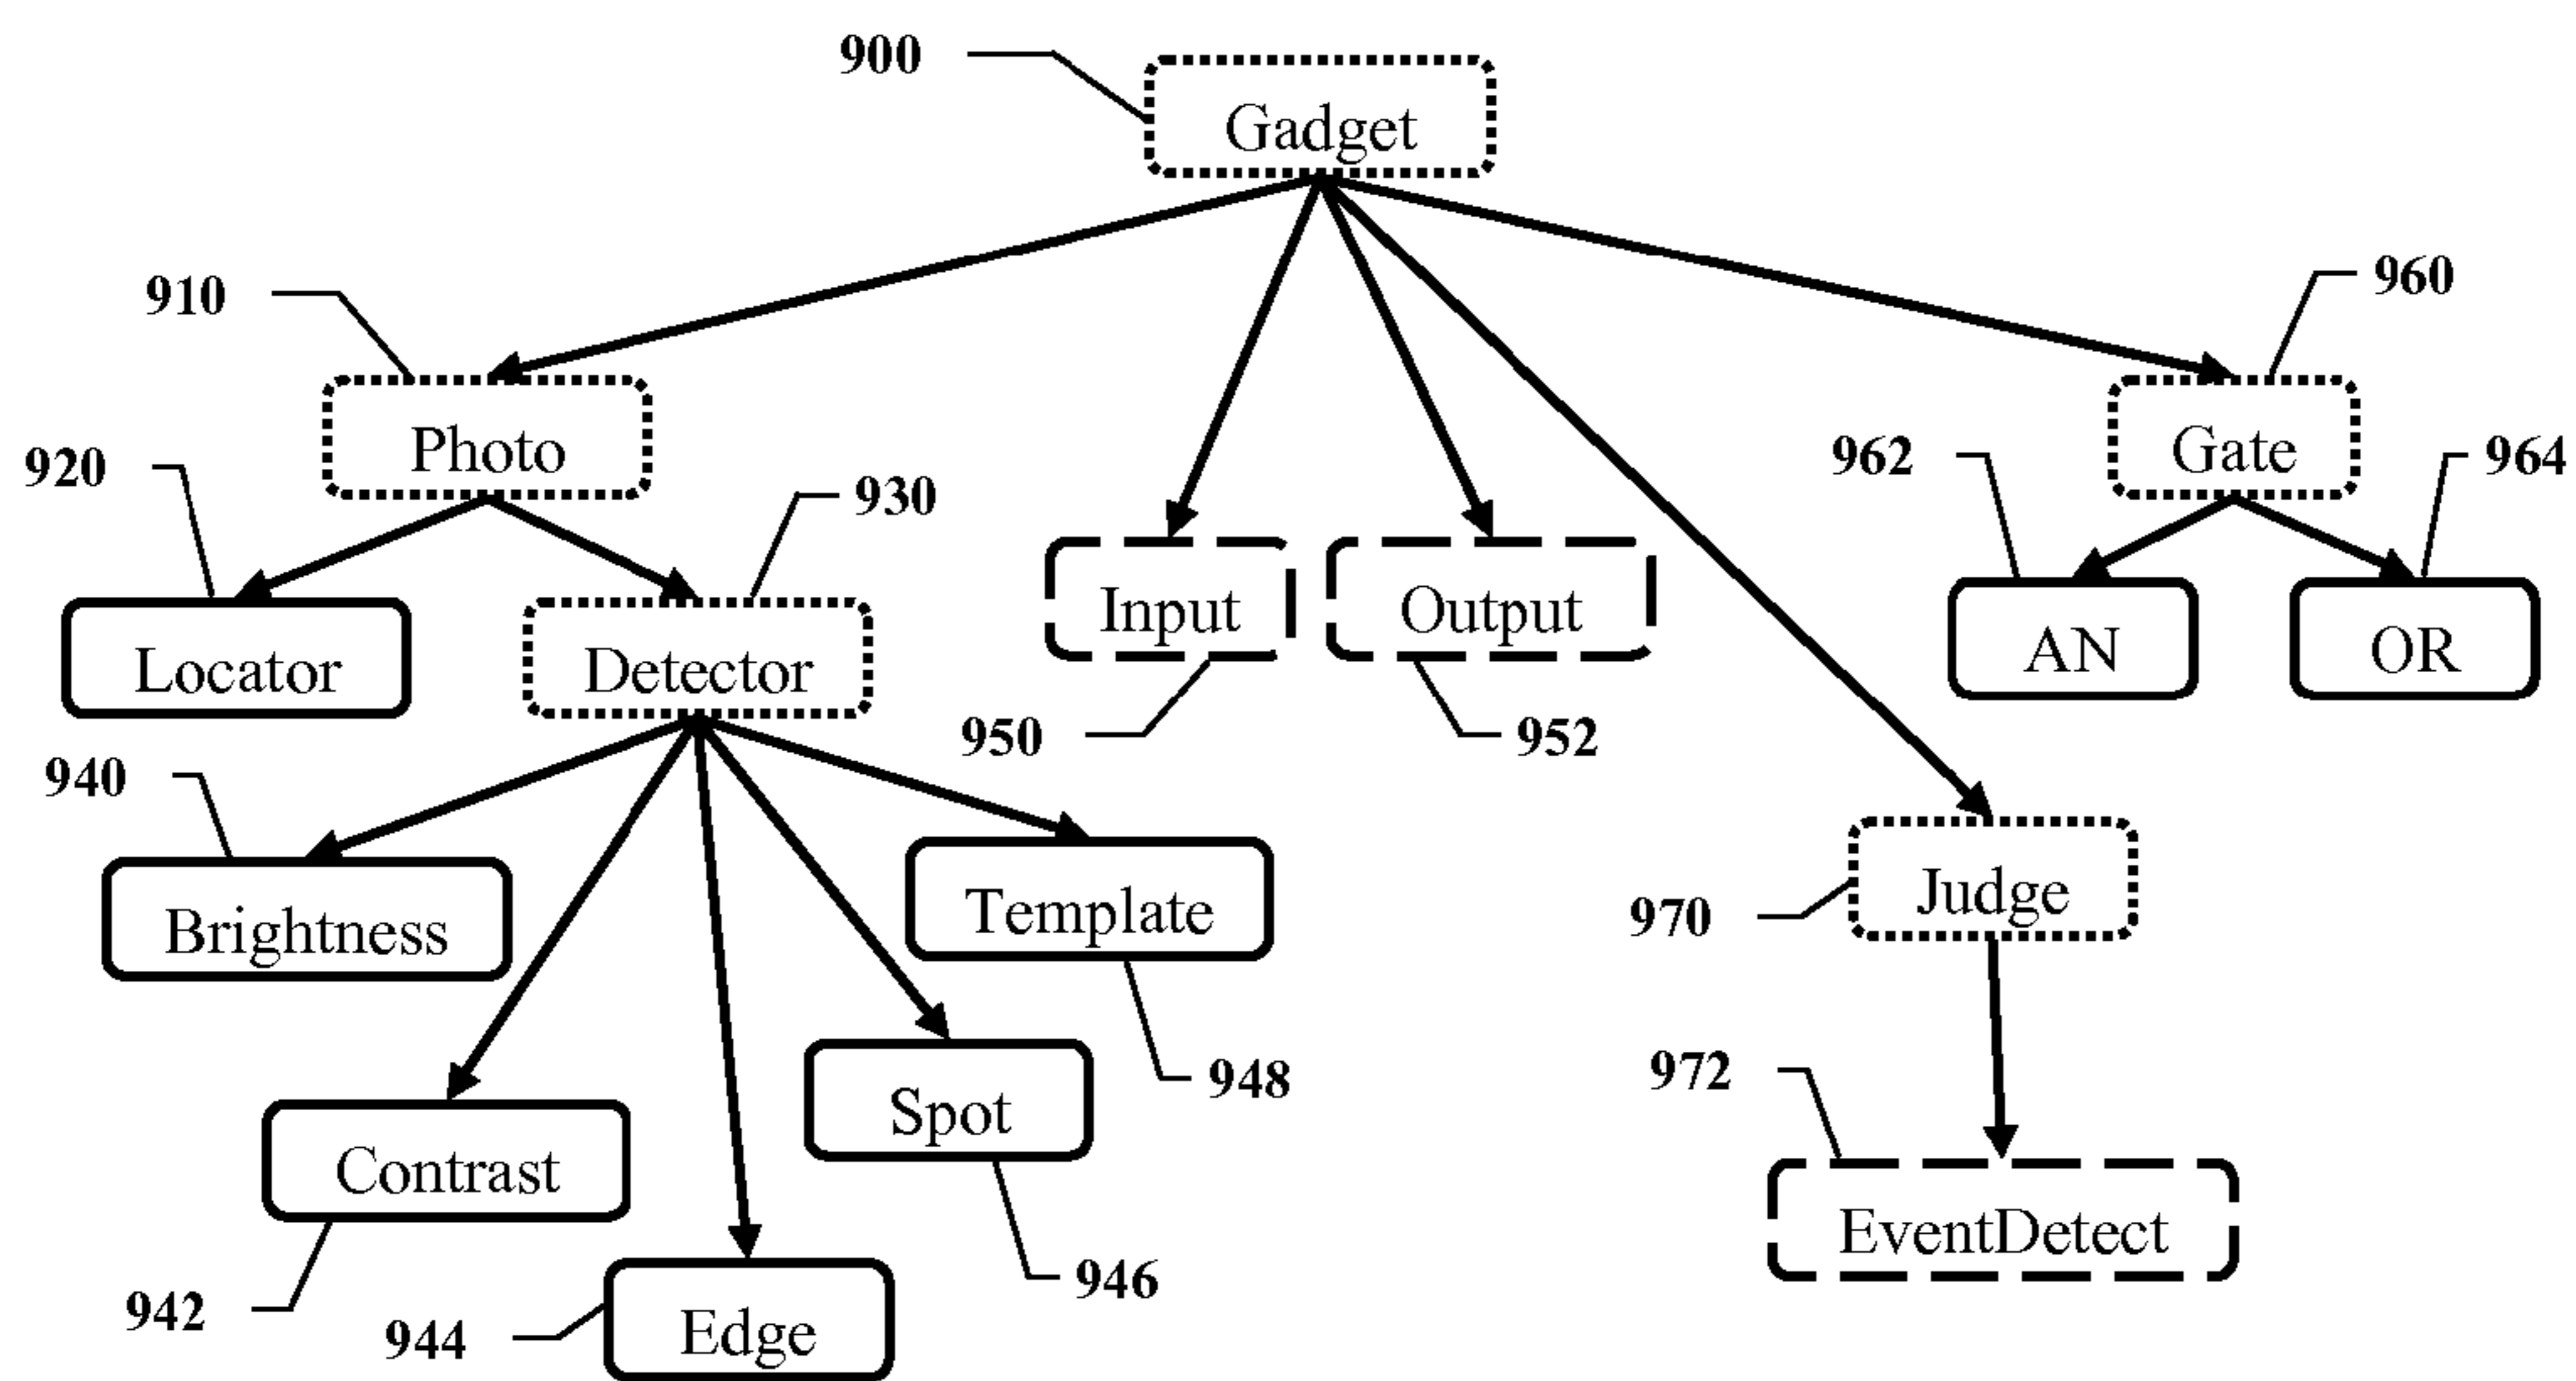 900
Gadget
910
960
Photo
Gate
920
930
962
964
Input
Output
AN
OR
Locator
Detector
950
952
940
Template
Judge
Brightness
970
948
972
Spot
Contrast
EventDetect
946
942
944
Edge